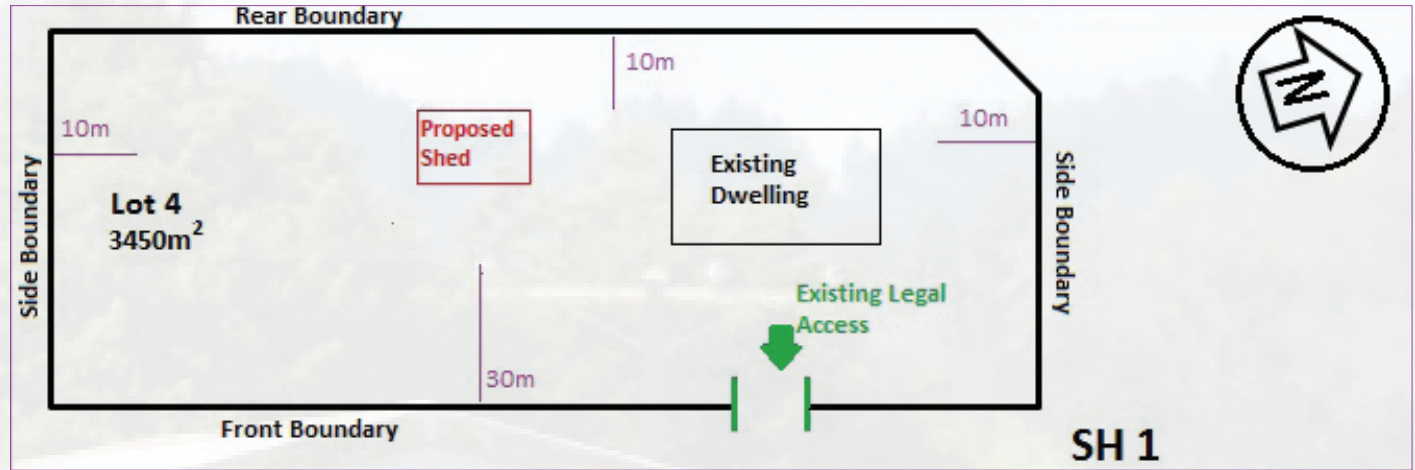 Rear Boundary
10m
10m
Proposed
Shed
10m
Existing
Dwelling
Side Boundary
Lot 4
3450m²
Side Boundary
Existing Legal
Access
30m
Front Boundary
SH 1
N